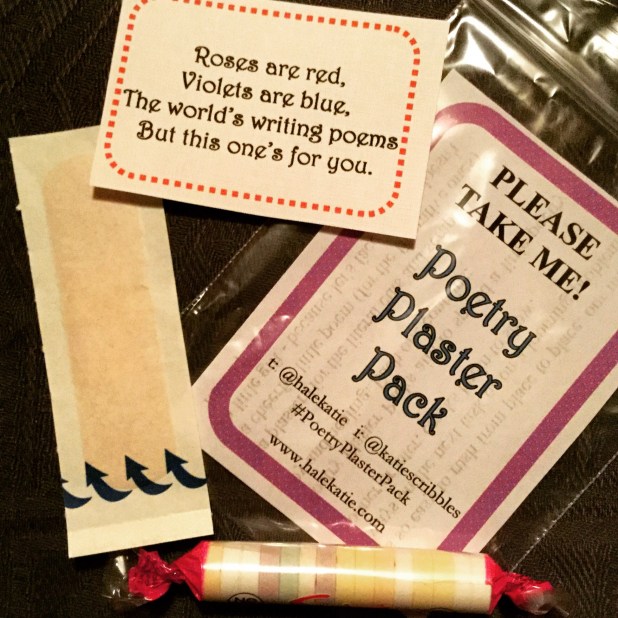 Roses are red,
Violets are blue,
The world's writing poems
But this one's for you.
PLEASE
TAKE ME!
Poetry
Plaster
Pack
t: @halekatie i: @katiescribbles
#PoetryPlasterPack
www.halekatie.com